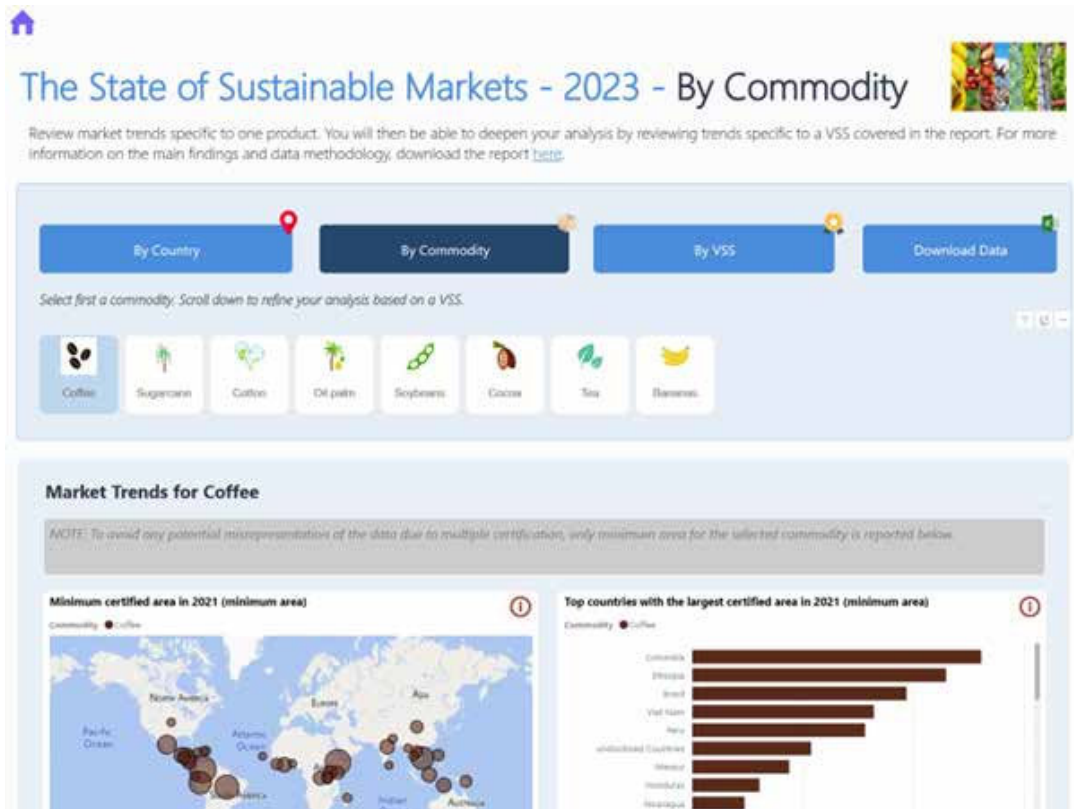 The State of Sustainable Markets - 2023 - By Commodity
Review market trends specific to one product. You will then be able to deepen your analysis by reviewing trends specific to a VSS covered in the report. For more
information on the main findings and data methodology, download the report here.
By Country
By Commodity
By VSS
Download Data
Select first a commodity. Scroll down to refine your analysis based on a VSS.
Coffee
Sugarcane
Cotton
Oil palm
Soybeans
Cocoa
Tea
Bananas
Market Trends for Coffee
NOTE: To avoid any potential misrepresentation of the data due to multiple certification, only minimum area for the selected commodity is reported below.
Minimum certified area in 2021 (minimum area)
Commodity Coffee
North America
Europe
Asia
Pacific
Ocean
Atlantic
Ocean
Indian
Top countries with the largest certified area in 2021 (minimum area)
Commodity Coffee
Colombia
Ethiopia
Brazil
Viet Nam
Peru
undisclosed Countries
Mexico
Honduras
Nicaragua